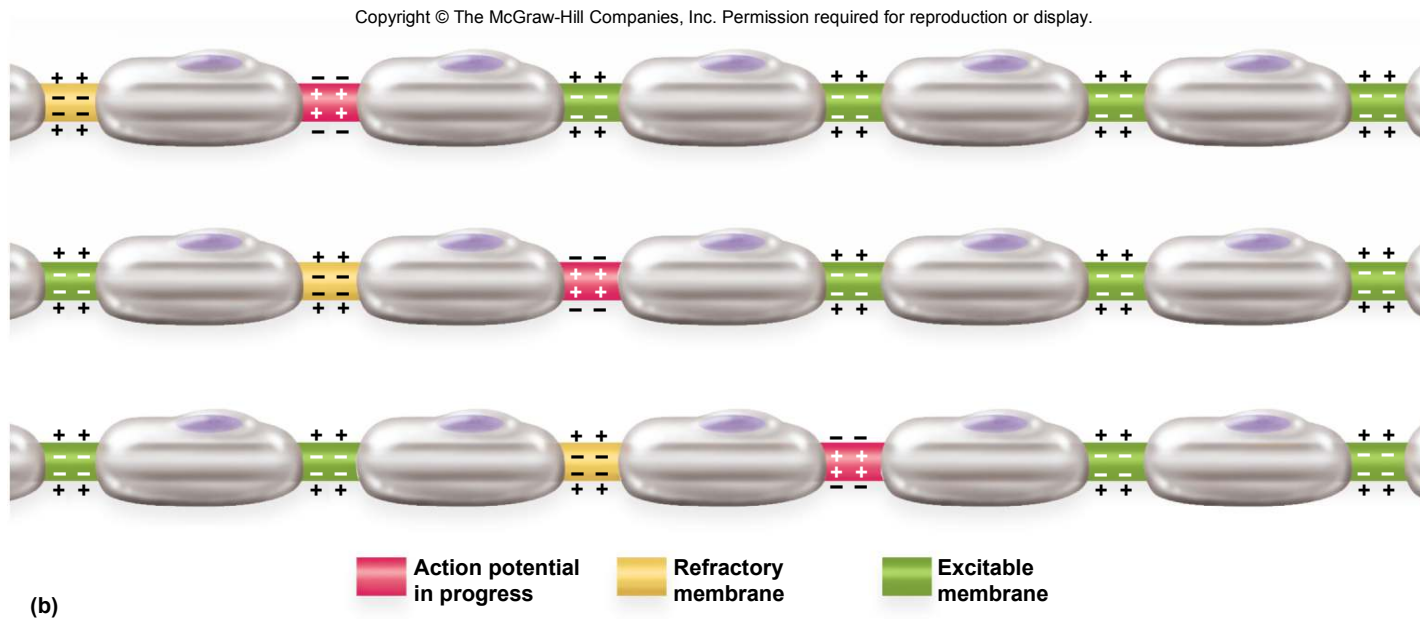 Copyright © The McGraw-Hill Companies, Inc. Permission required for reproduction or display.
Action potential
in progress
Refractory
membrane
Excitable
membrane
(b)